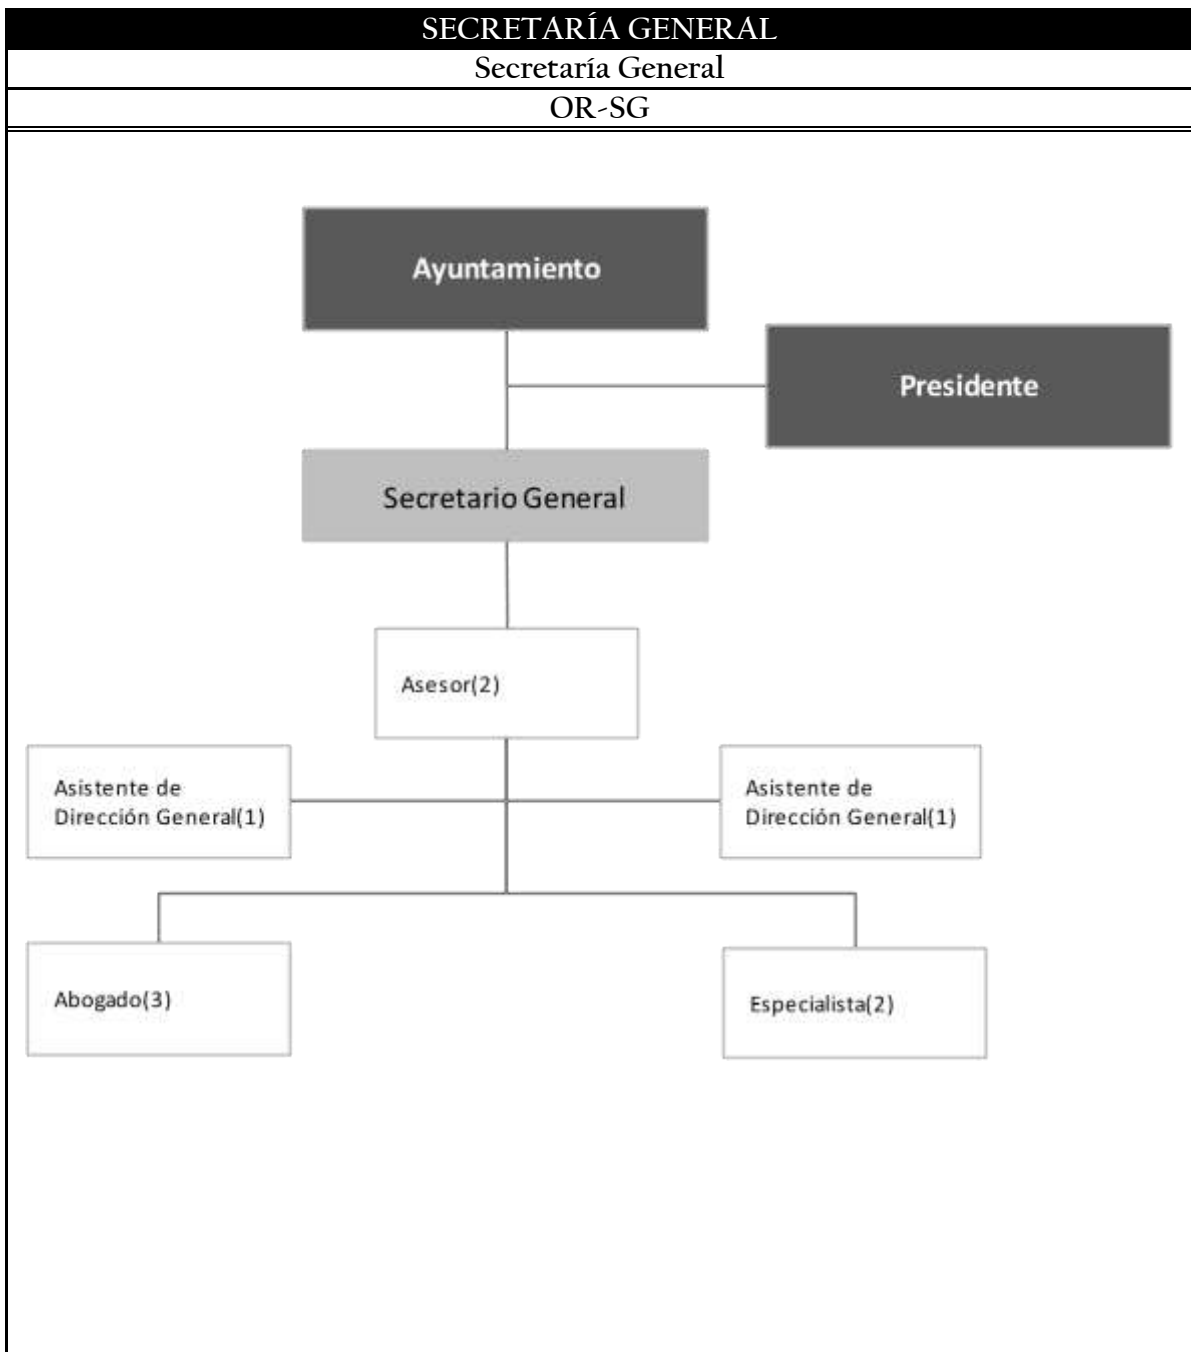 SECRETARÍA GENERAL
Secretaría General
OR-SG
Ayuntamiento
Presidente
Secretario General
Asesor(2)
Asistente de
Dirección General(1)
Asistente de
Dirección General(1)
Abogado(3)
Especialista(2)